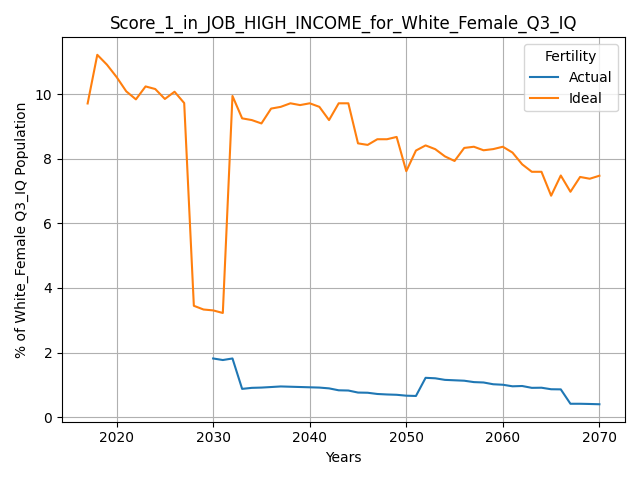 Score_1_in_JOB_HIGH_INCOME_for_White_Female_Q3_IQ
Fertility
Actual
Ideal
% of White_Female Q3_IQ Population
10
8
6
4
2
0
2020
2030
2040
2050
2060
2070
Years